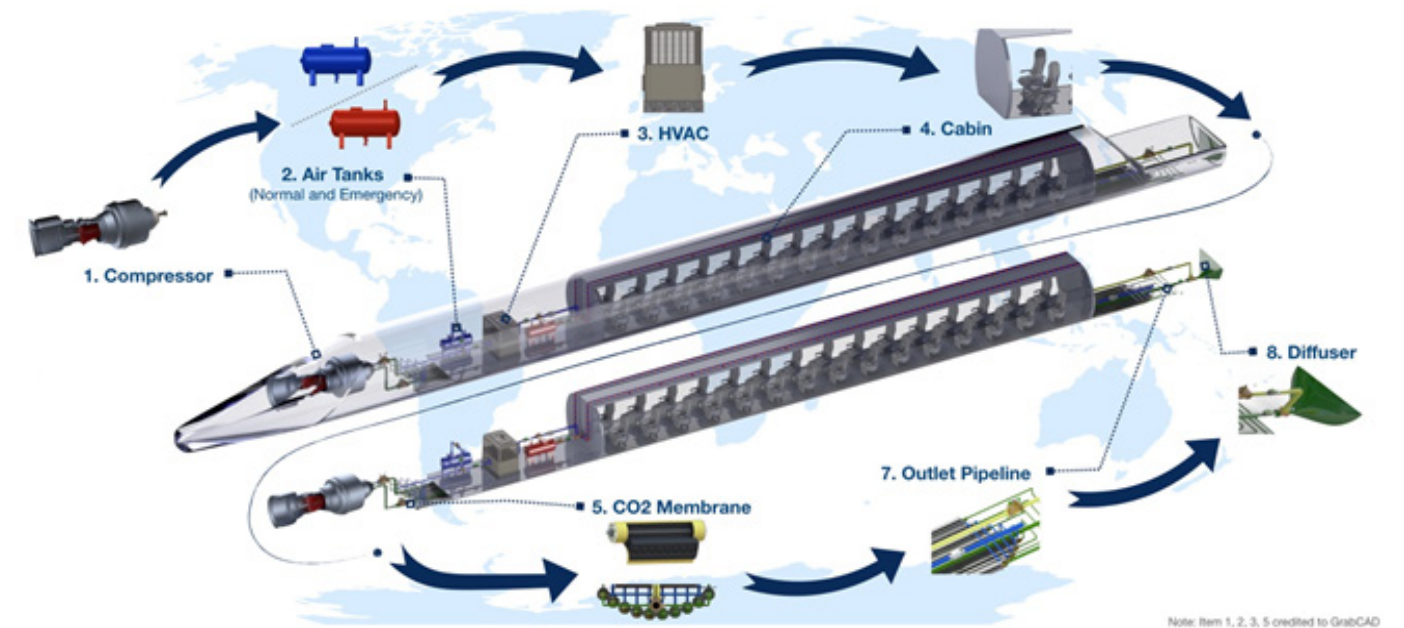 3. HVAC
4. Cabin
2. Air Tanks
(Normal and Emergency)
1. Compressor
8. Diffuser
7. Outlet Pipeline
5. CO2 Membrane
Note: Item 1, 2, 3, 5 credited to GrabCAD